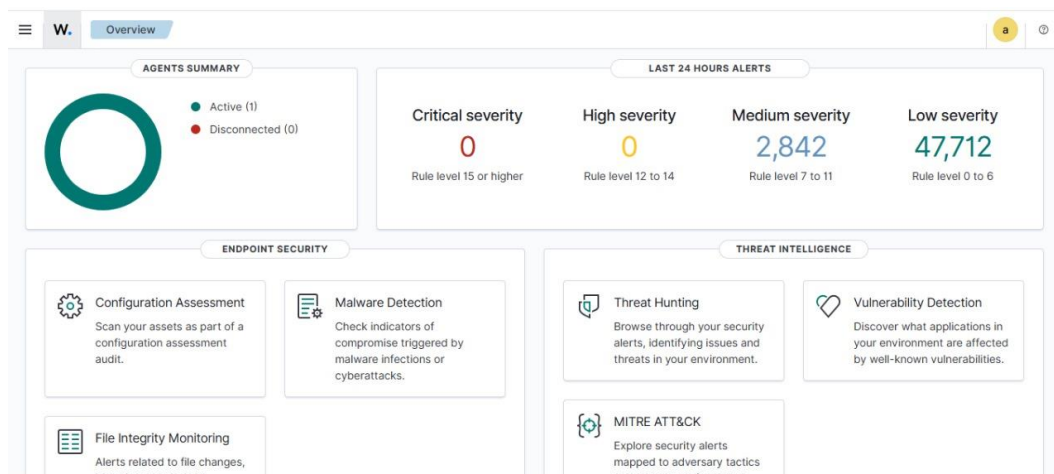 W. Overview a
AGENTS SUMMARY
Active (1)
Disconnected (0)
LAST 24 HOURS ALERTS
Critical severity
0
Rule level 15 or higher
High severity
0
Rule level 12 to 14
Medium severity
2,842
Rule level 7 to 11
Low severity
47,712
Rule level 0 to 6
ENDPOINT SECURITY
Configuration Assessment
Scan your assets as part of a
configuration assessment
audit.
Malware Detection
Check indicators of
compromise triggered by
malware infections or
cyberattacks.
File Integrity Monitoring
Alerts related to file changes,
THREAT INTELLIGENCE
Threat Hunting
Browse through your security
alerts, identifying issues and
threats in your environment.
Vulnerability Detection
Discover what applications in
your environment are affected
by well-known vulnerabilities.
MITRE ATT&CK
Explore security alerts
mapped to adversary tactics